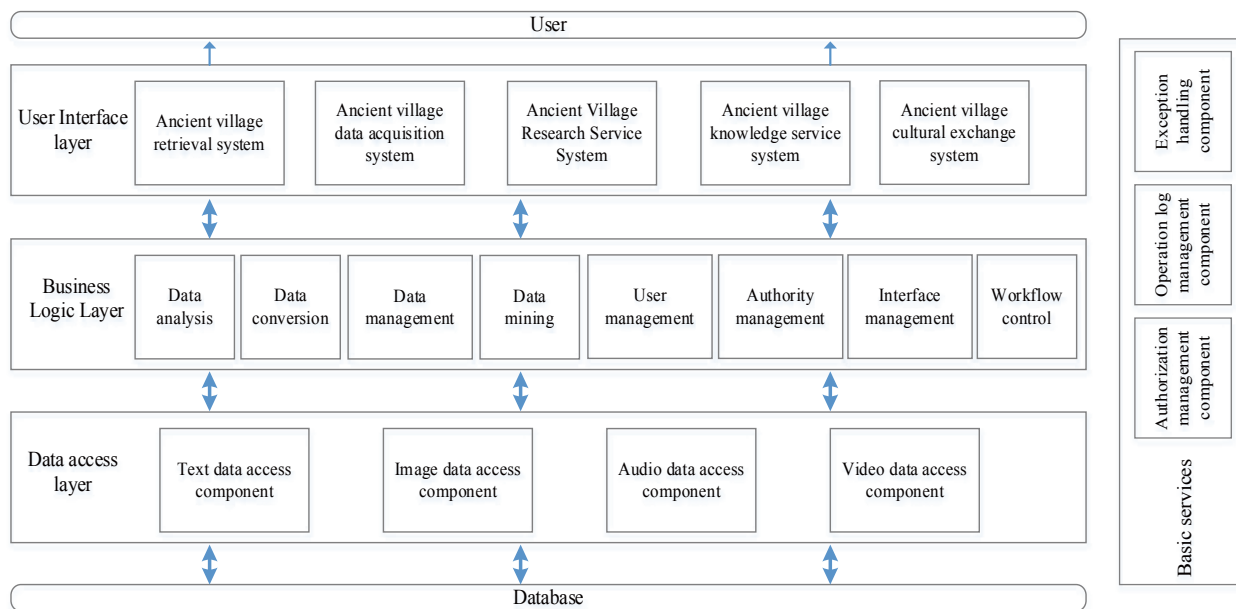 User
User Interface
layer
Ancient village
retrieval system
Ancient village
data acquisition
system
Ancient Village
Research Service
System
Ancient village
knowledge service
system
Ancient village
cultural exchange
system
Business
Logic Layer
Data
analysis
Data
conversion
Data
management
Data
mining
User
management
Authority
management
Interface
management
Workflow
control
Data access
layer
Text data access
component
Image data access
component
Audio data access
component
Video data access
component
Database
Exception
handling
component
Operation log
management
component
Authorization
management
component
Basic services